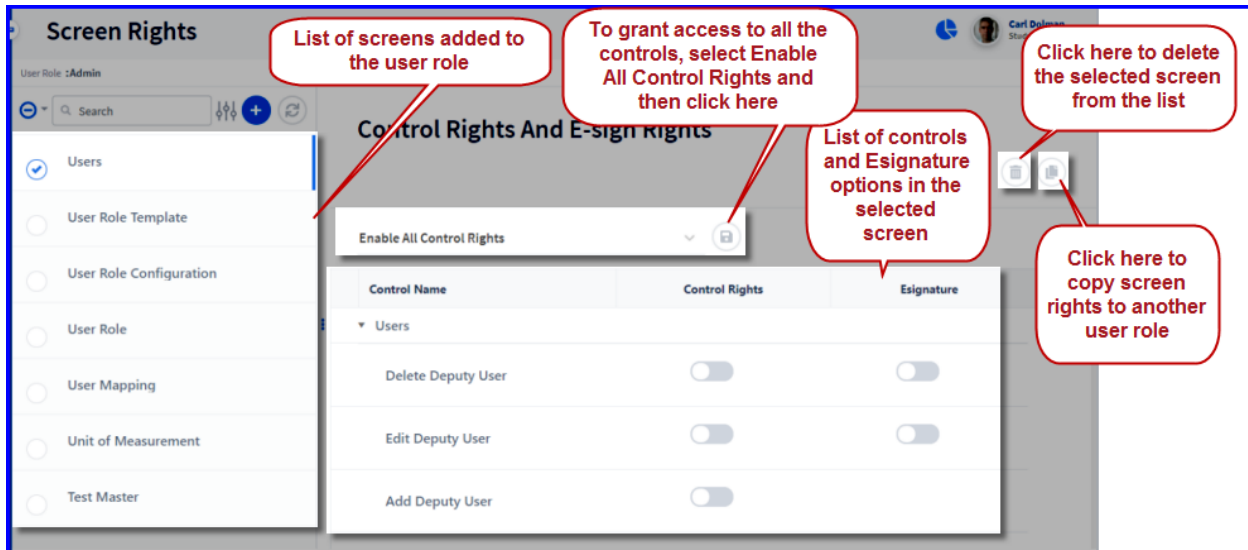 Screen Rights
Carl Dolman
User Role :Admin
Search
List of screens added to
the user role
To grant access to all the
controls, select Enable
All Control Rights and
then click here
Click here to delete
the selected screen
from the list
Control Rights And E-sign Rights
List of controls
and Esignature
options in the
selected
screen
Click here to
copy screen
rights to another
user role
Users
User Role Template
User Role Configuration
User Role
User Mapping
Unit of Measurement
Test Master
Enable All Control Rights
Control Name Control Rights Esignature
Users
Delete Deputy User
Edit Deputy User
Add Deputy User